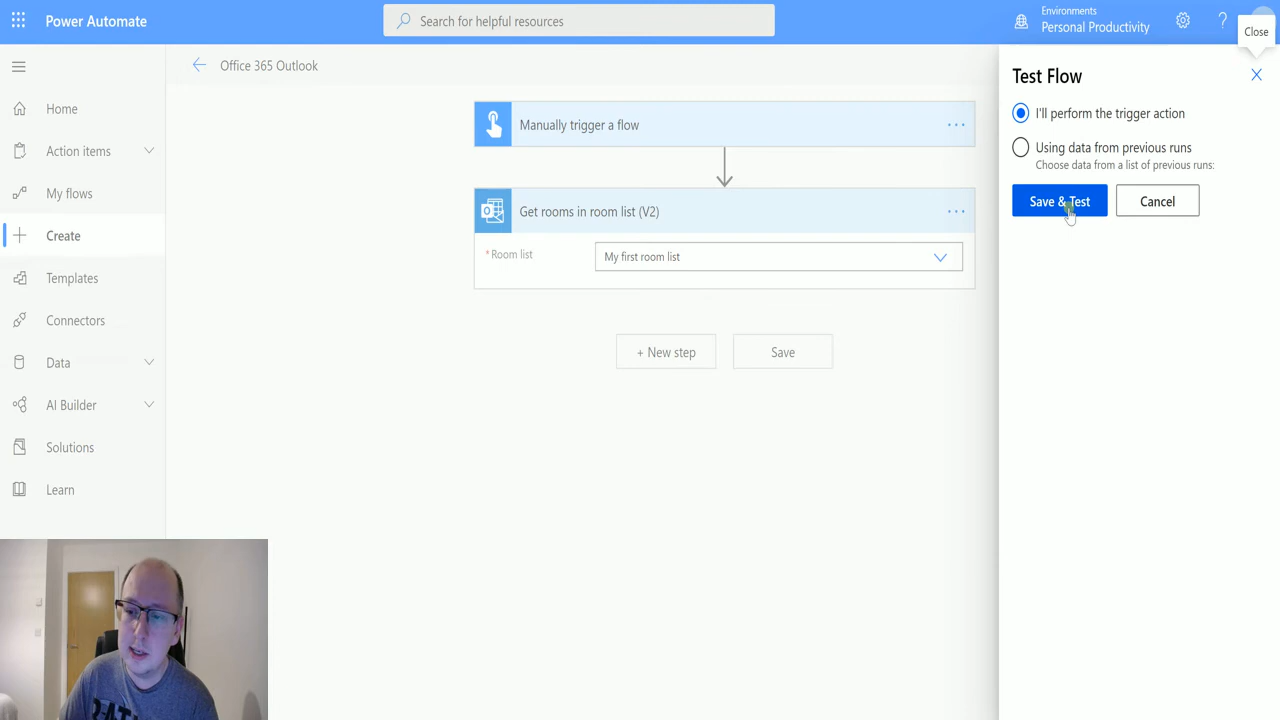 Power Automate
Search for helpful resources
Environments
Personal Productivity
?
Close
Office 365 Outlook
Home
Action items
My flows
Create
Templates
Connectors
Data
AI Builder
Solutions
Learn
Manually trigger a flow
Get rooms in room list (V2)
* Room list
My first room list
+ New step
Save
Test Flow
I'll perform the trigger action
Using data from previous runs
Choose data from a list of previous runs:
Save & Test
Cancel